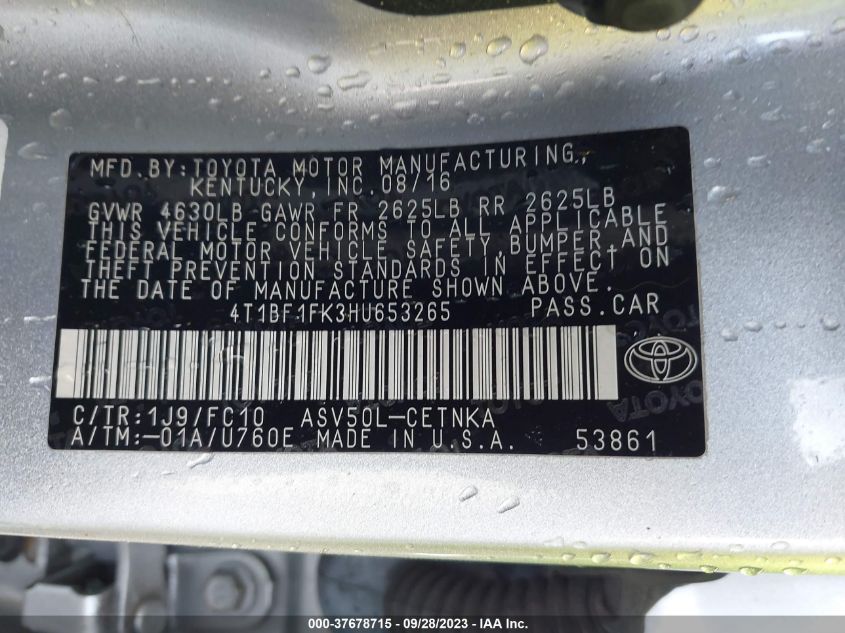 MFD. BY: TOYOTA MOTOR MANUFACTURING,
KENTUCKY, INC. 08/16
GVWR 4630LB GAWR FR 2625LB RR 2625LB
THIS VEHICLE CONFORMS TO ALL APPLICABLE
FEDERAL MOTOR VEHICLE SAFETY, BUMPER, AND
THEFT PREVENTION STANDARDS IN EFFECT ON
THE DATE OF MANUFACTURE SHOWN ABOVE.
4T1BF1FK3HU653265 PASS. CAR
C/TR: 1J9/FC10 ASV50L-CETNKA
A/TM: -01A/U760E MADE IN U.S.A. 53861
000-37678715 - 09/28/2023 - IAAI.COM